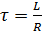 τ = L/R